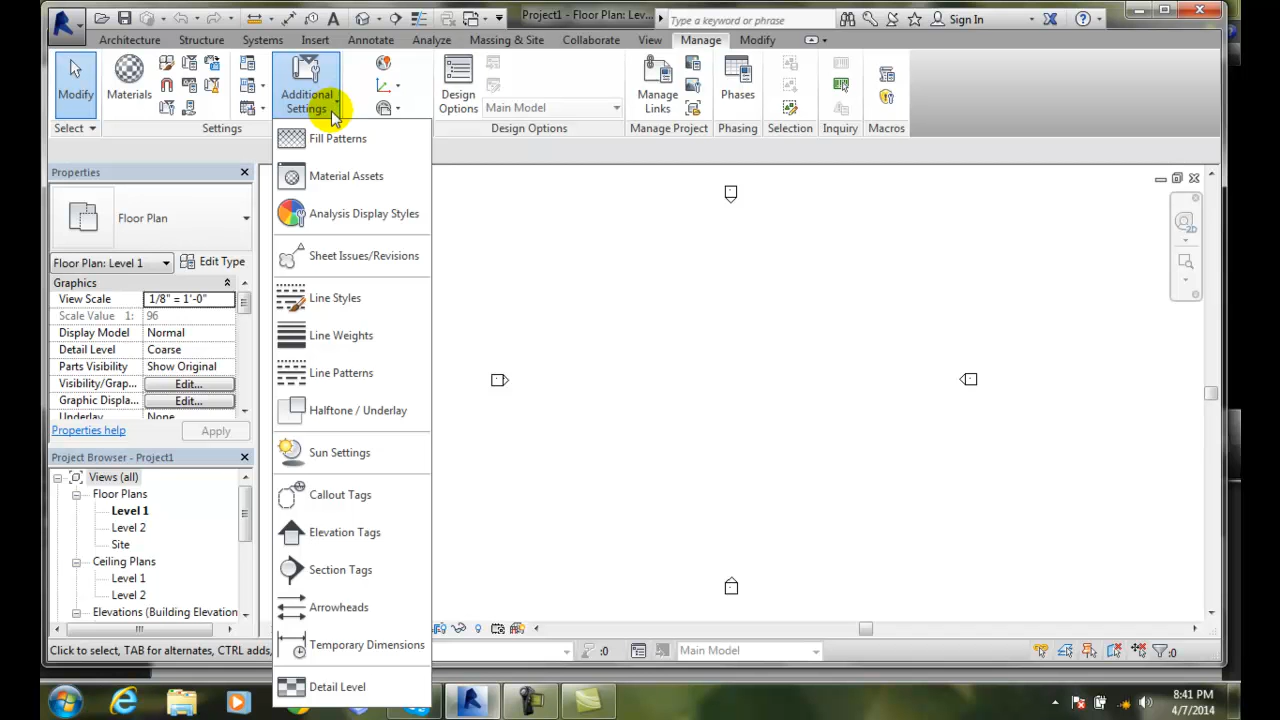 Project1 - Floor Plan: Lev...
Type a keyword or phrase
Sign In
Architecture Structure Systems Insert Annotate Analyze Massing & Site Collaborate View Manage Modify
Modify
Materials
Additional Settings
Design Options
Main Model
Manage Links
Phases
Select
Settings
Design Options
Manage Project
Phasing
Selection
Inquiry
Macros
Fill Patterns
Material Assets
Analysis Display Styles
Sheet Issues/Revisions
Line Styles
Line Weights
Line Patterns
Halftone / Underlay
Sun Settings
Callout Tags
Elevation Tags
Section Tags
Arrowheads
Temporary Dimensions
Detail Level
Properties
Floor Plan
Floor Plan: Level 1
Edit Type
Graphics
View Scale 1/8" = 1'-0"
Scale Value 1: 96
Display Model Normal
Detail Level Coarse
Parts Visibility Show Original
Visibility/Grap... Edit...
Graphic Displa... Edit...
Underlay None
Properties help
Apply
Project Browser - Project1
Views (all)
Floor Plans
Level 1
Level 2
Site
Ceiling Plans
Level 1
Level 2
Elevations (Building Elevation
Click to select, TAB for alternates, CTRL adds,
:0
Main Model
:0
2D
8:41 PM
4/7/2014